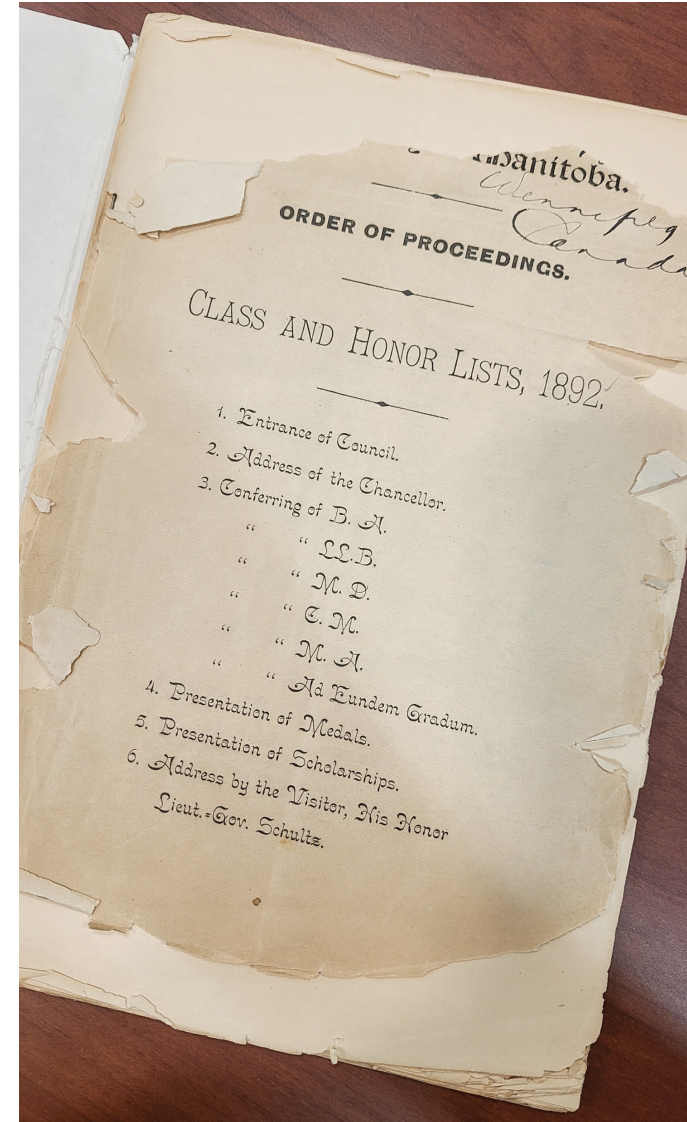 Manitoba.
Winnipeg
Canada
ORDER OF PROCEEDINGS.
CLASS AND HONOR LISTS, 1892.
1. Entrance of Council.
2. Address of the Chancellor.
3. Conferring of B. A.
“ “ LL.B.
“ “ M. D.
“ “ C. M.
“ “ M. A.
“ “ Ad Eundem Gradum.
4. Presentation of Medals.
5. Presentation of Scholarships.
6. Address by the Visitor, His Honor
Lieut.=Gov. Schultz.